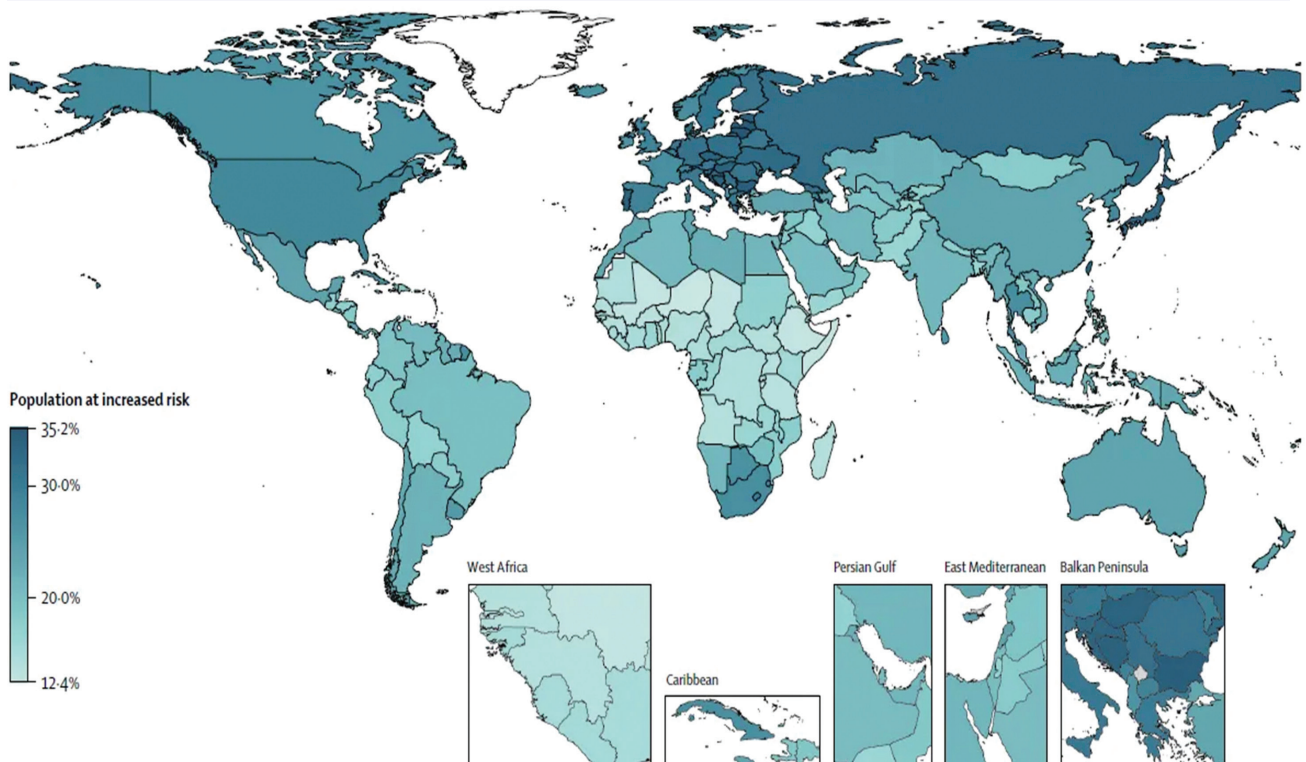 Population at increased risk
35·2%
30·0%
20·0%
12·4%
West Africa
Caribbean
Persian Gulf
East Mediterranean
Balkan Peninsula